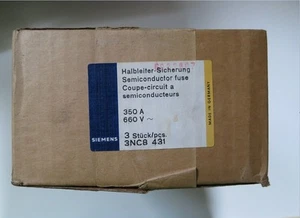 Halbleiter-Sicherung
Semiconductor fuse
Coupe-circuit a
semiconducteurs
350 A
660 V ~
SIEMENS
3 Stück/pcs.
3NC8 431
MADE IN GERMANY